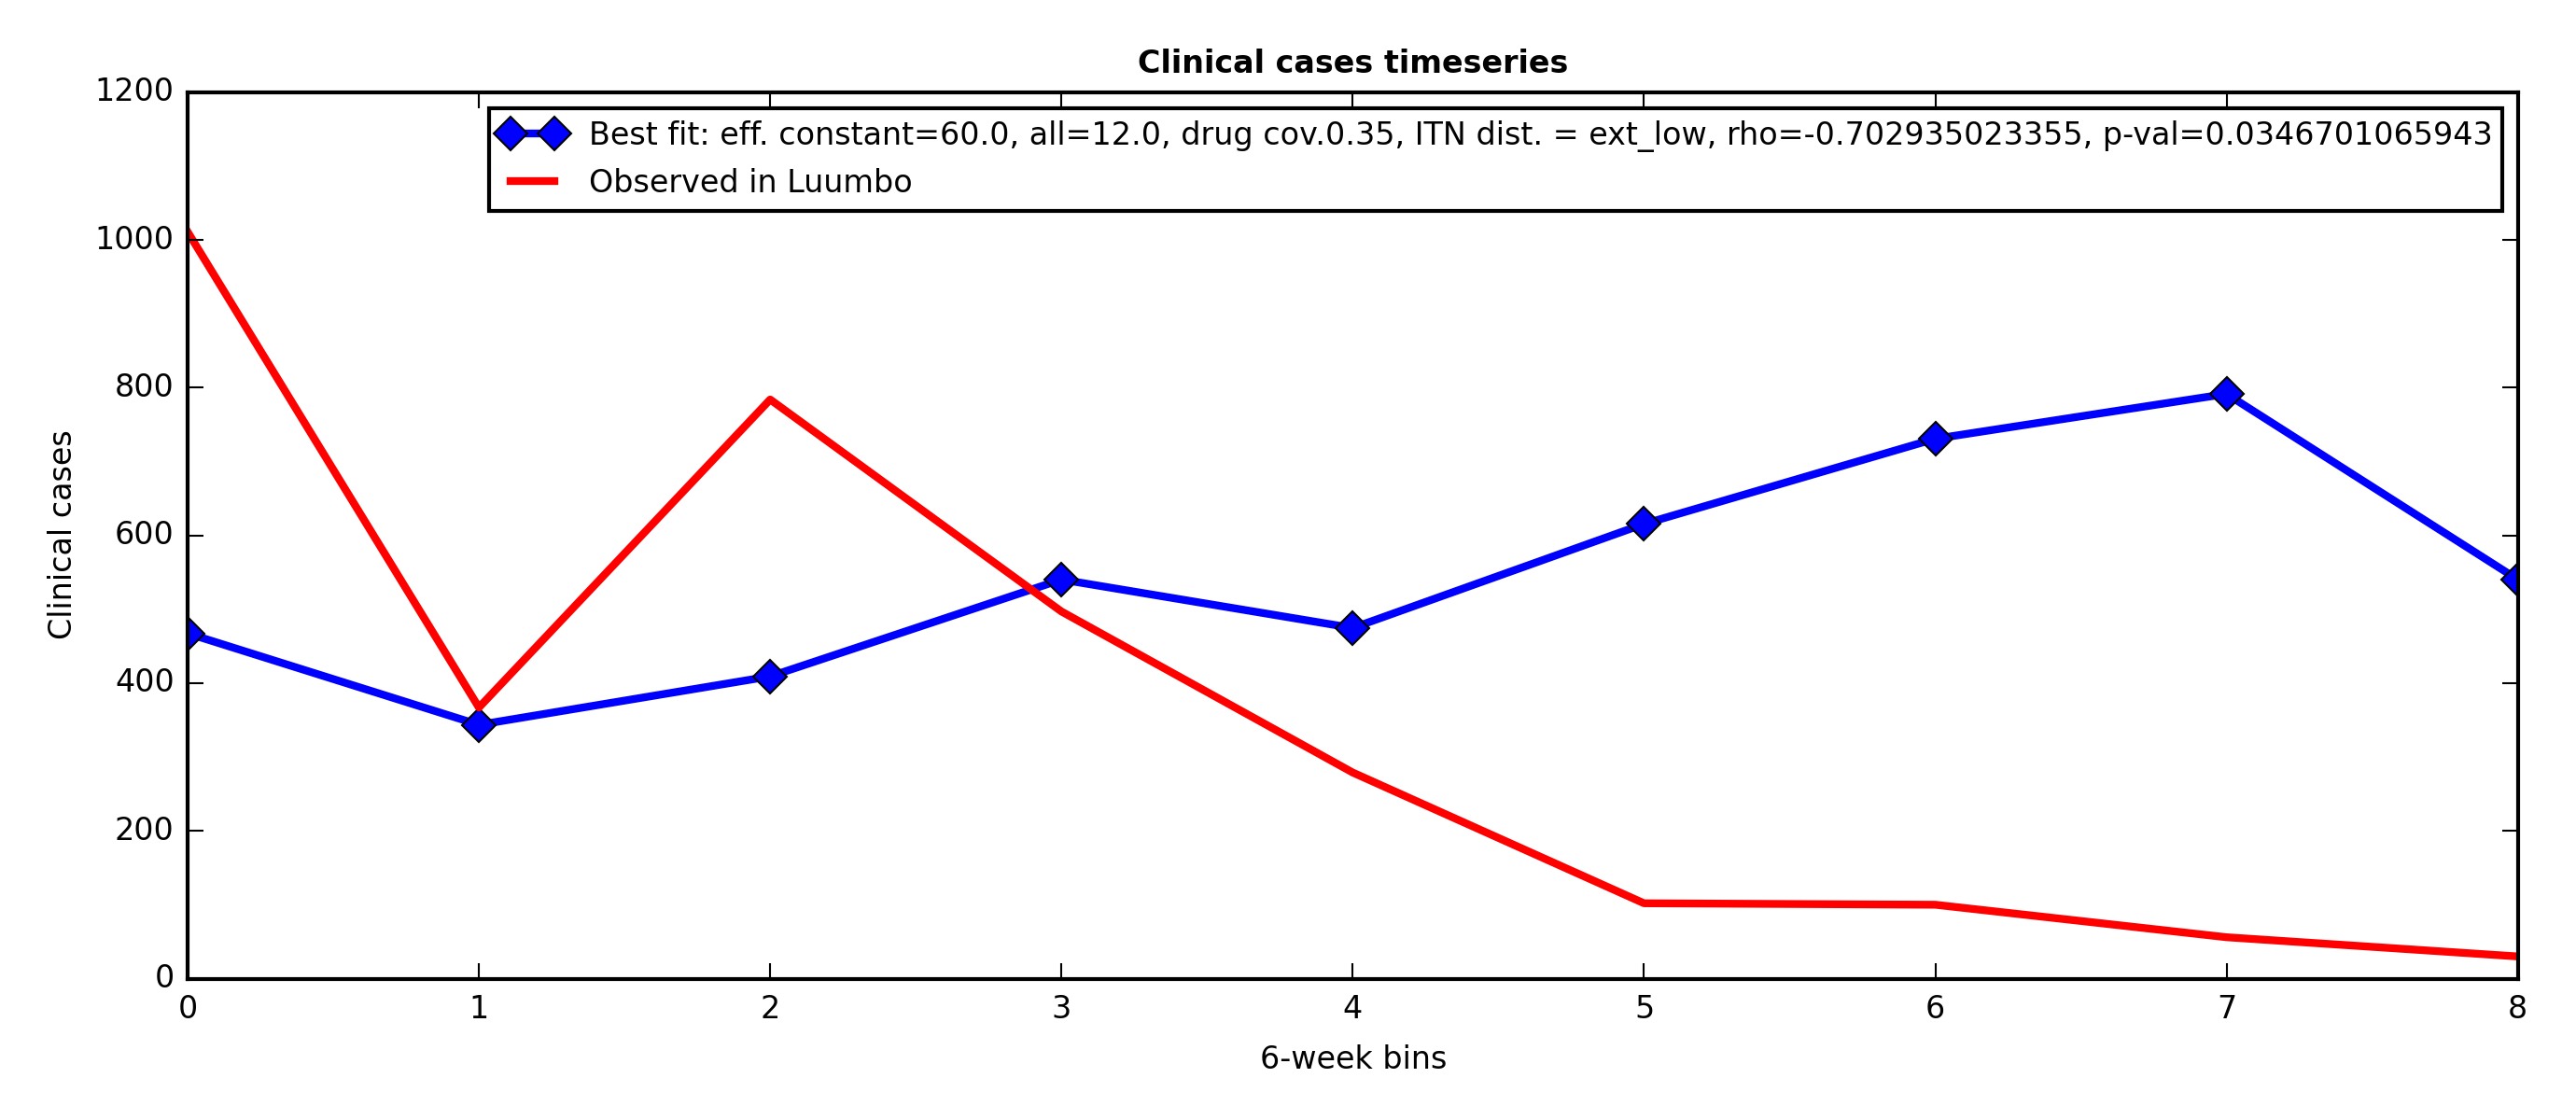 Clinical cases timeseries
1200
1000
800
600
400
200
0
Clinical cases
Best fit: eff. constant=60.0, all=12.0, drug cov.0.35, ITN dist. = ext_low, rho=-0.702935023355, p-val=0.0346701065943
Observed in Luumbo
0 1 2 3 4 5 6 7 8
6-week bins